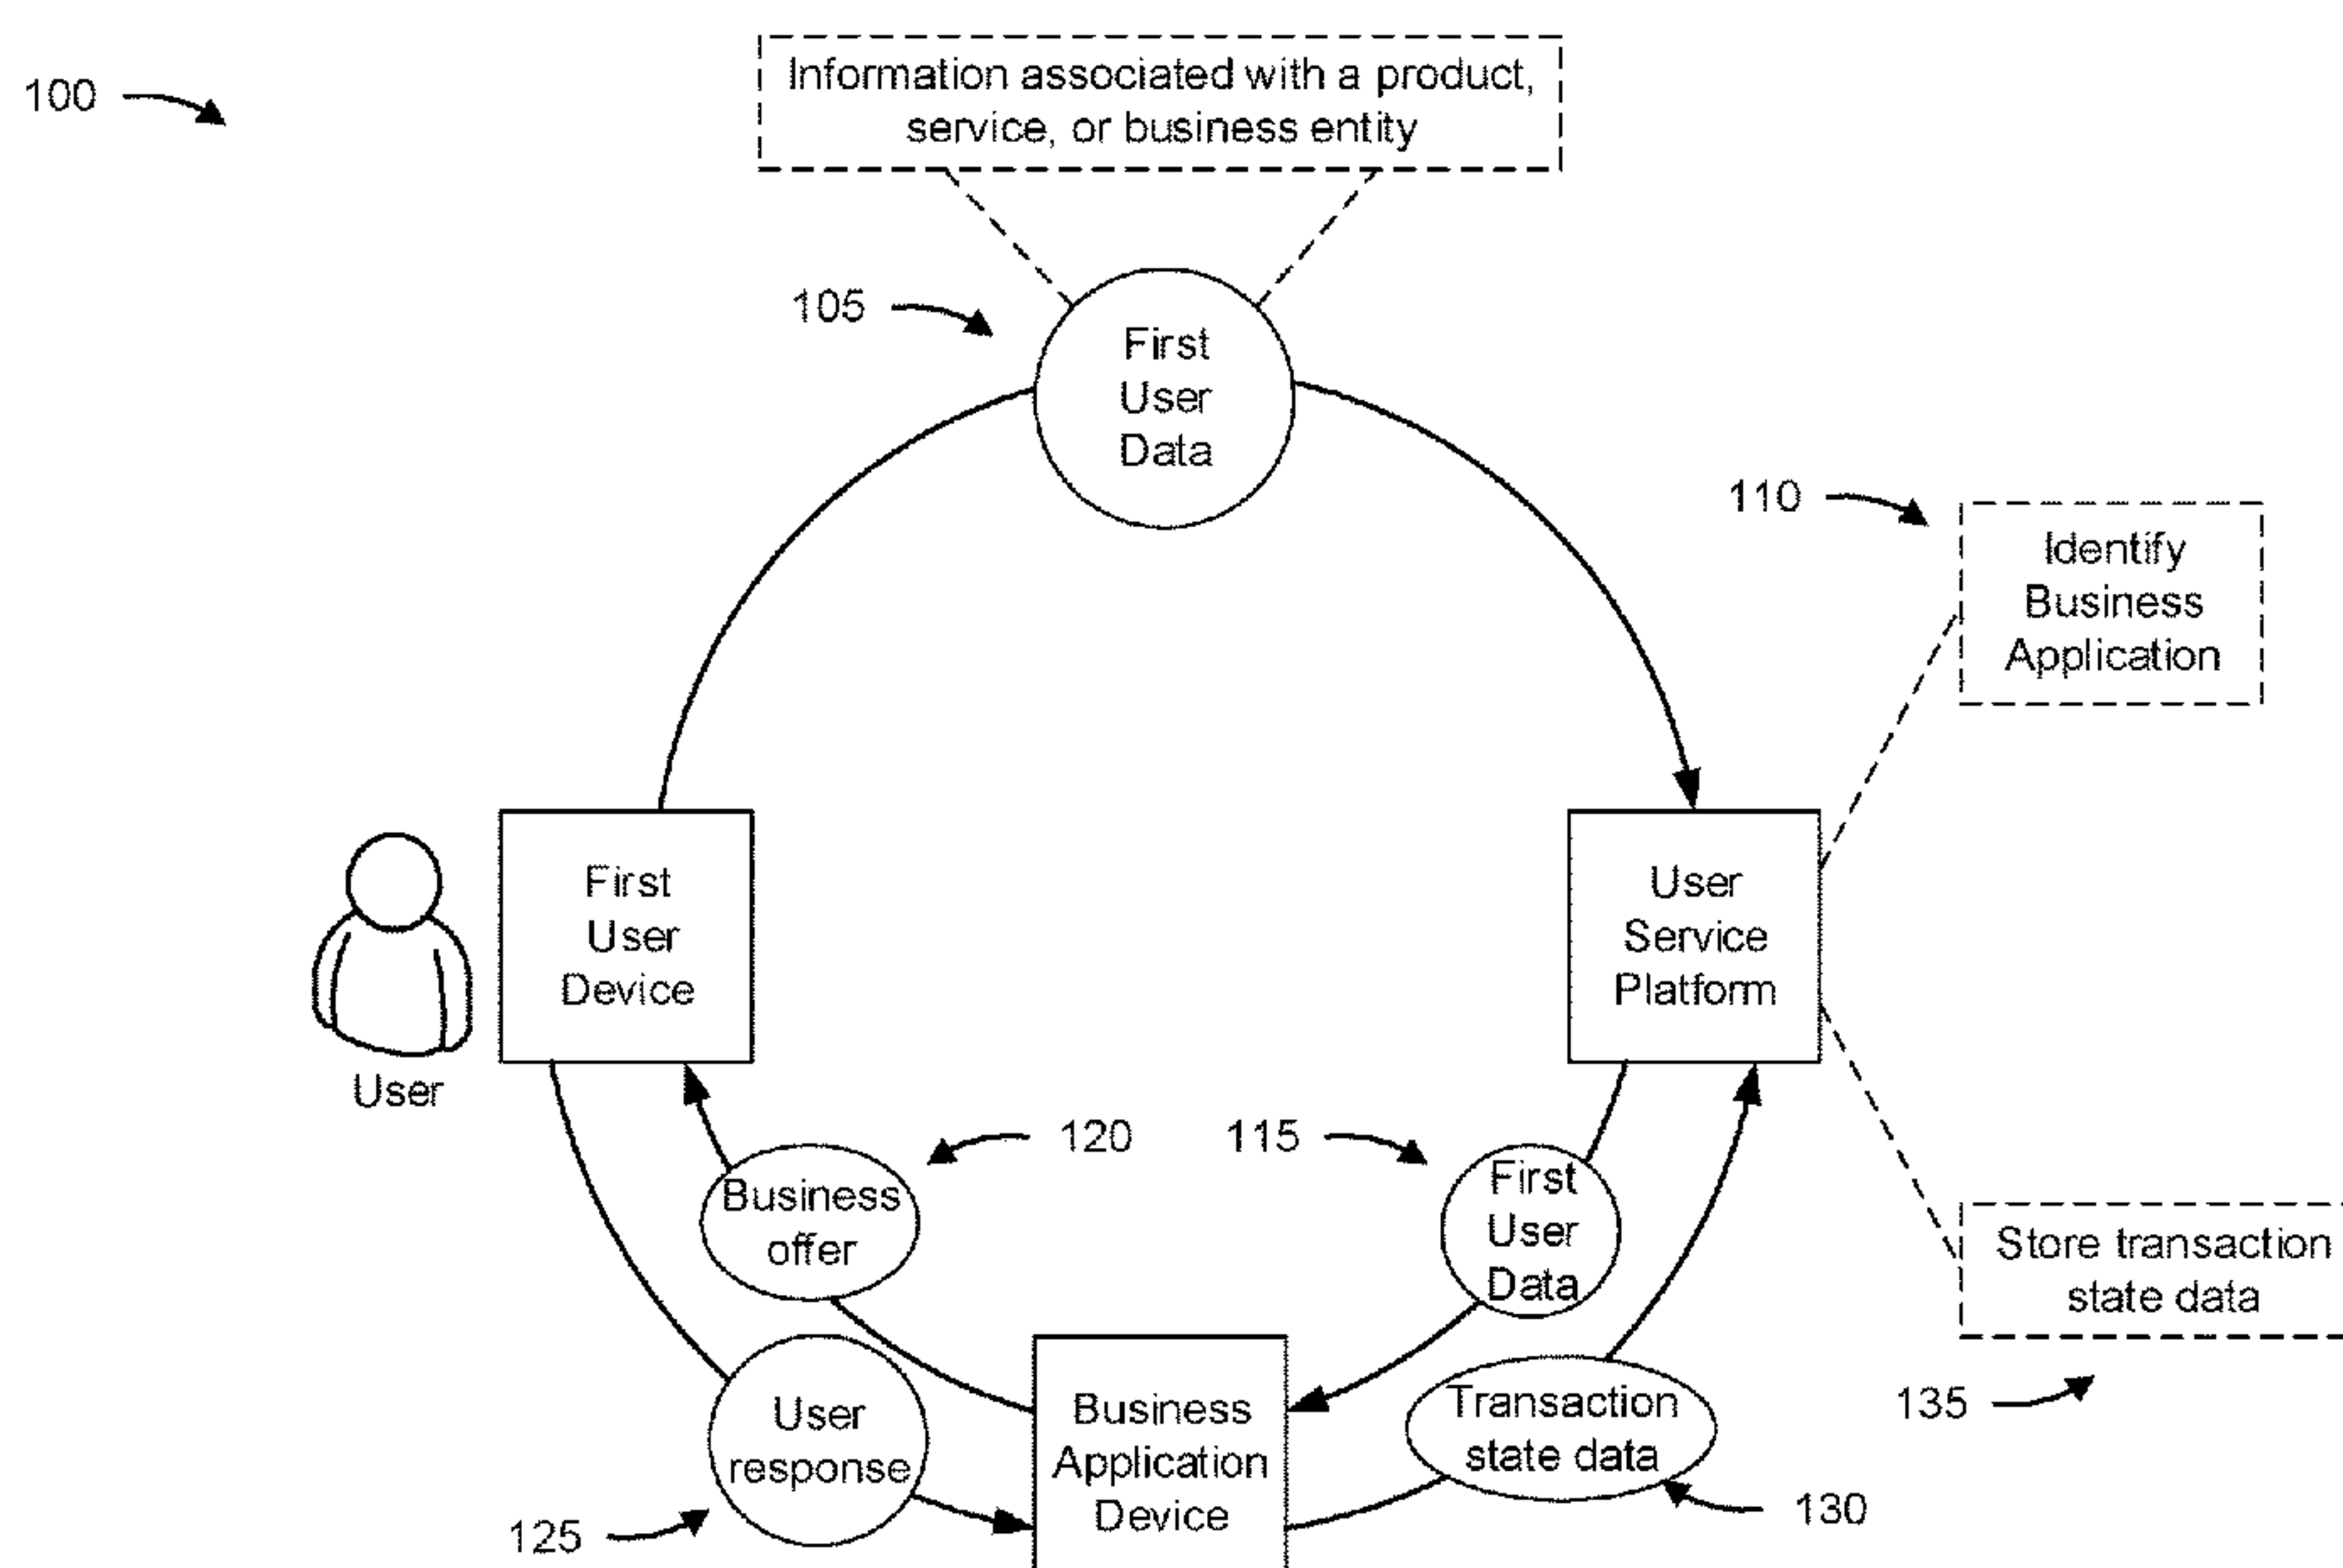 100
Information associated with a product,
service, or business entity
105
First
User
Data
110
Identify
Business
Application
First
User
Device
User
Service
Platform
User
120
115
Business
offer
First
User
Data
Store transaction
state data
135
User
response
Business
Application
Device
Transaction
state data
125
130